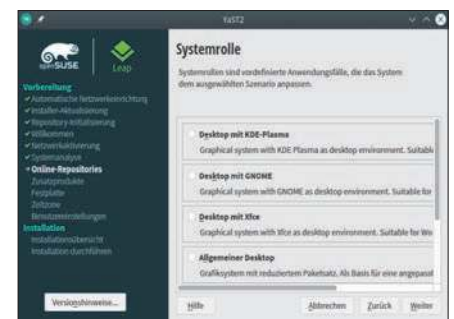 YaST2
openSUSE
Leap
Vorbereitung
Automatische Netzwerkeinrichtung
Installer-Aktualisierung
Repository-Initialisierung
Willkommen
Netzwerkaktivierung
Systemanalyse
Online-Repositories
Zusatzprodukte
Festplatte
Zeitzone
Benutzereinstellungen
Installation
Installationsübersicht
Installation durchführen
Versionshinweise...
Systemrolle
Systemrollen sind vordefinierte Anwendungsfälle, die das System
dem ausgewählten Szenario anpassen.
Desktop mit KDE-Plasma
Graphical system with KDE Plasma as desktop environment. Suitabl
Desktop mit GNOME
Graphical system with GNOME as desktop environment. Suitable for
Desktop mit Xfce
Graphical system with Xfce as desktop environment. Suitable for Wo
Allgemeiner Desktop
Grafiksystem mit reduziertem Paketsatz. Als Basis für eine angepasst
Hilfe
Abbrechen
Zurück
Weiter